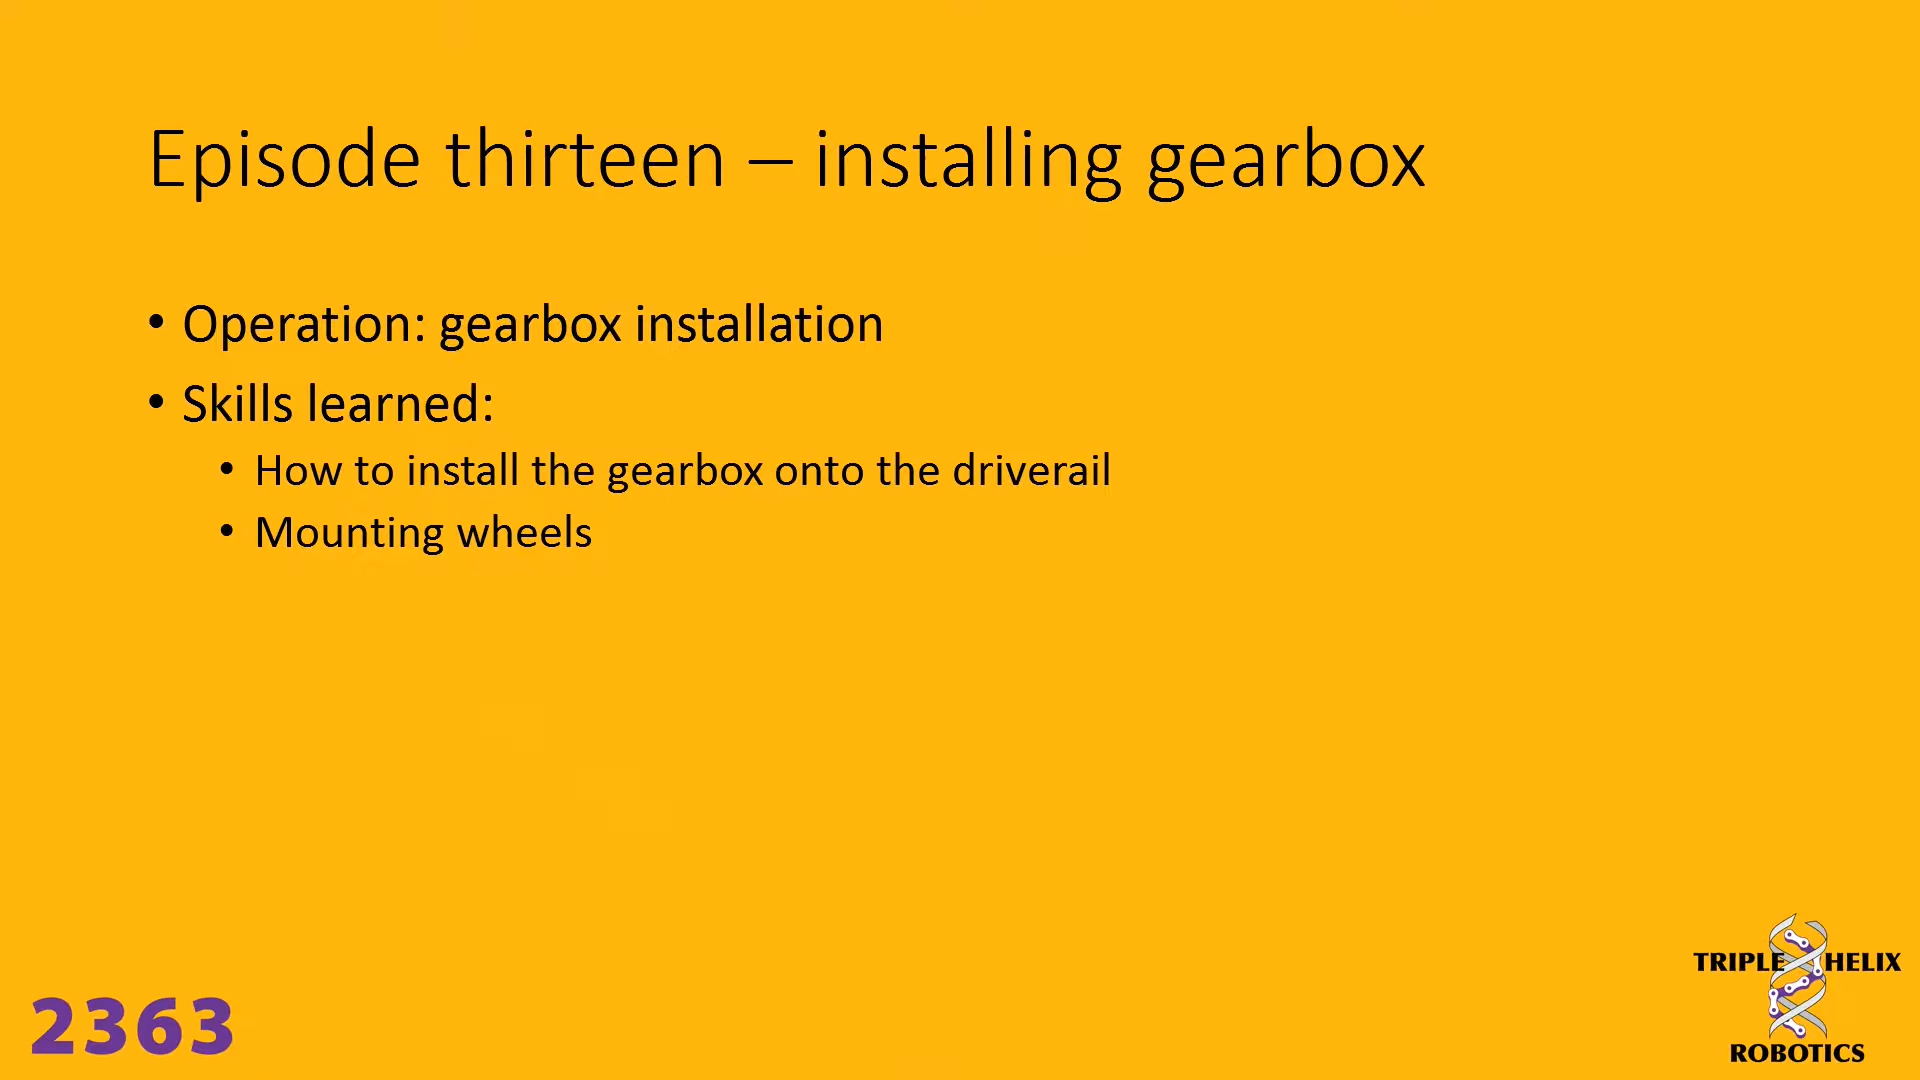 Episode thirteen – installing gearbox
• Operation: gearbox installation
• Skills learned:
• How to install the gearbox onto the driverail
• Mounting wheels
2363
TRIPLE HELIX
ROBOTICS